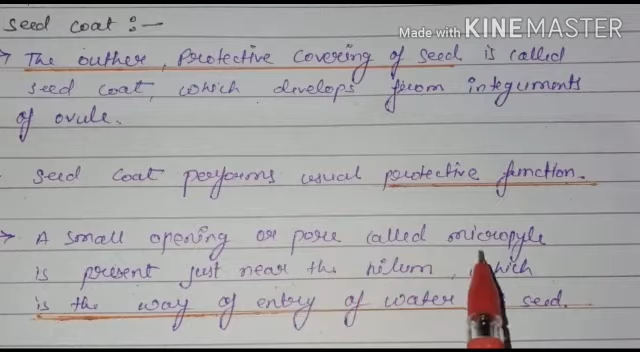 Seed coat :-
Made with KINEMASTER
→ The outher, Protective covering of seed is called
seed coat, which develops from integuments
of ovule.
seed coat performs usual protective function.
→ A small opening or pore called micropyle
is present just near the hilum, which
is the way of entry of water seed.